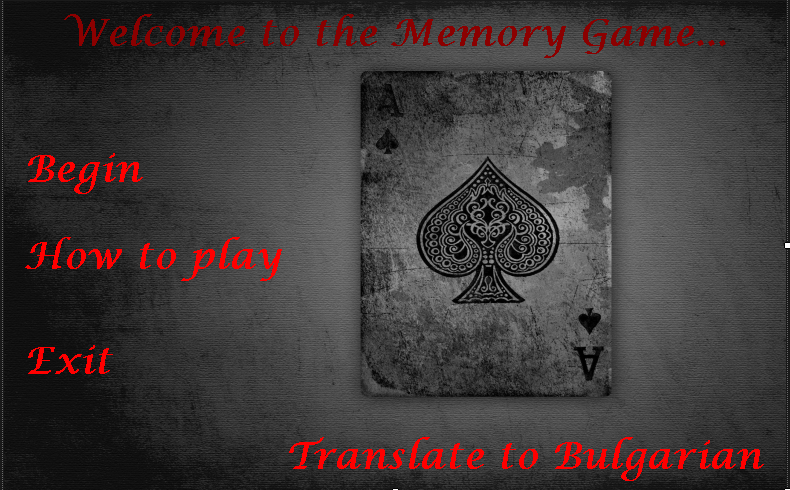 Welcome to the Memory Game...
A
Begin
How to play
Exit
A
Translate to Bulgarian